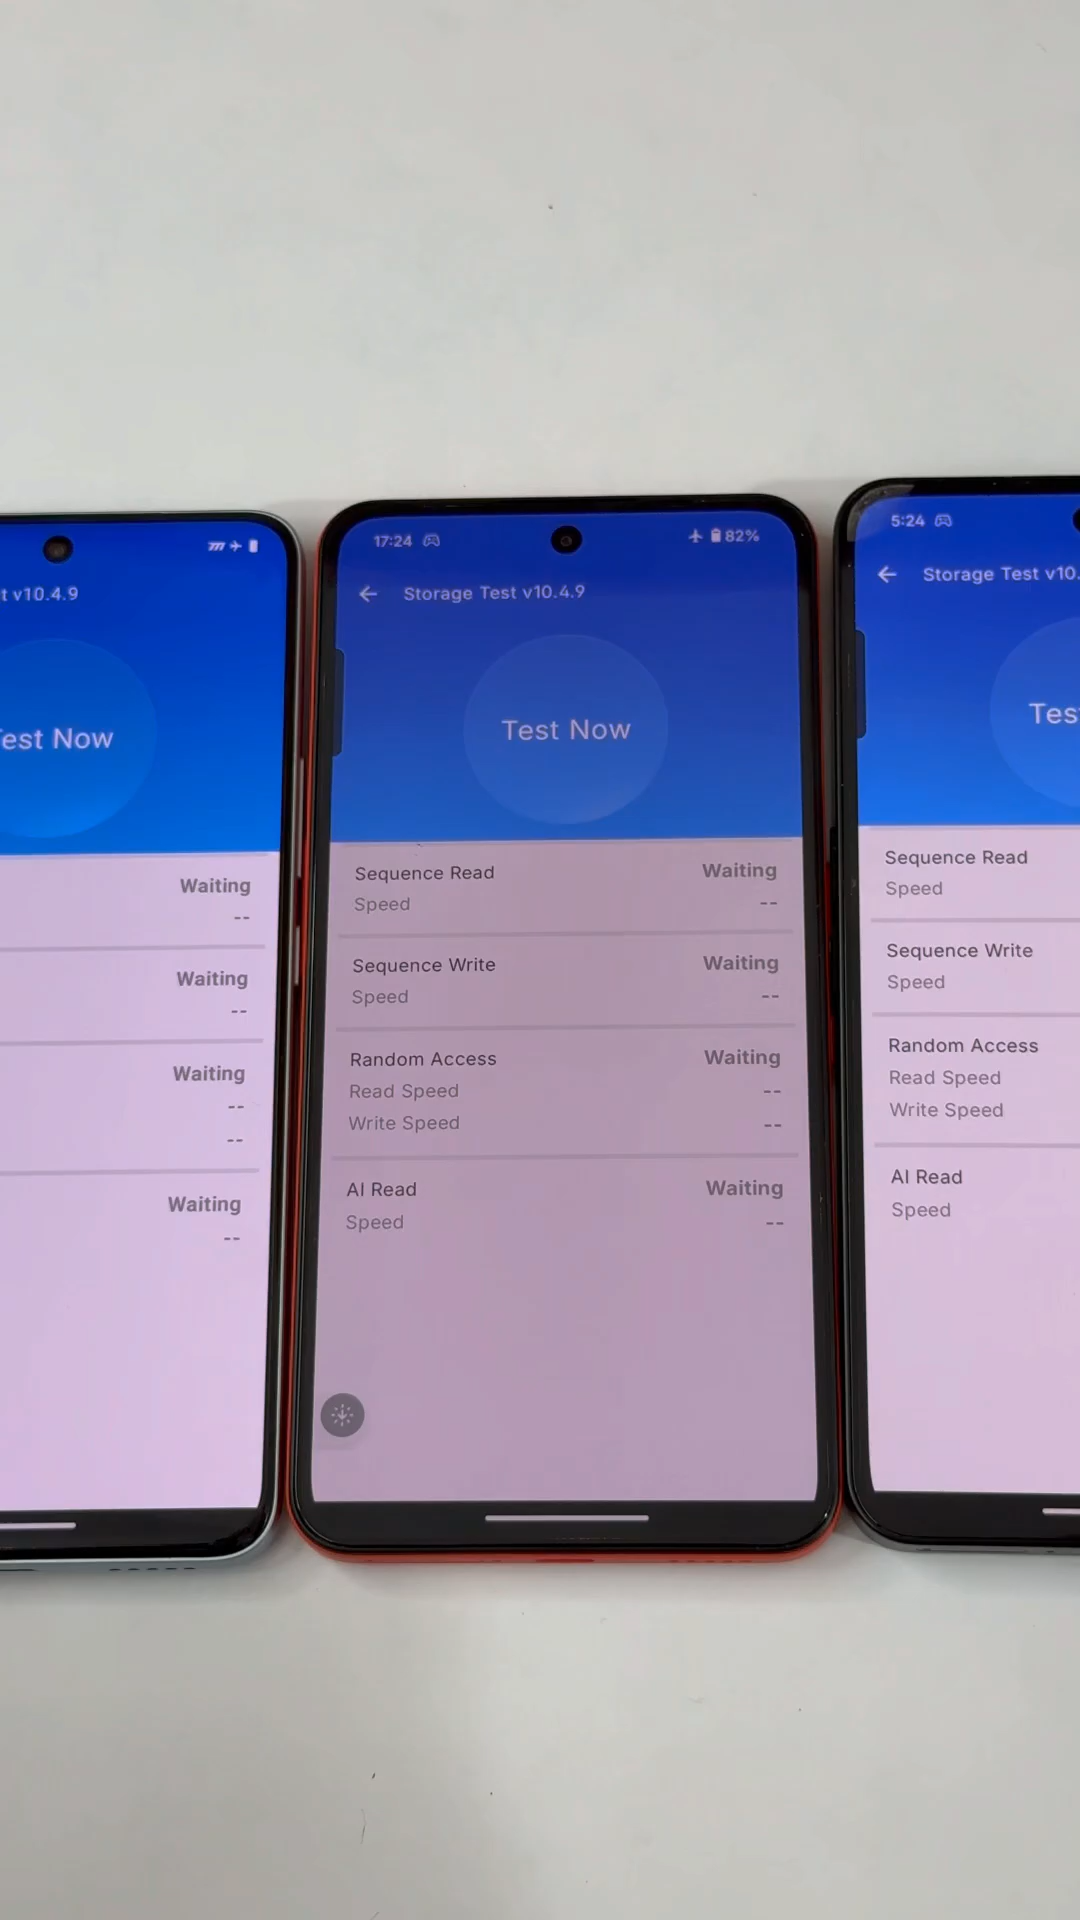 t v10.4.9
est Now
Waiting
--
Waiting
--
Waiting
--
--
Waiting
--
17:24
82%
Storage Test v10.4.9
Test Now
Sequence Read
Waiting
Speed
--
Sequence Write
Waiting
Speed
--
Random Access
Waiting
Read Speed
--
Write Speed
--
AI Read
Waiting
Speed
--
5:24
Storage Test v10.
Tes
Sequence Read
Speed
Sequence Write
Speed
Random Access
Read Speed
Write Speed
AI Read
Speed